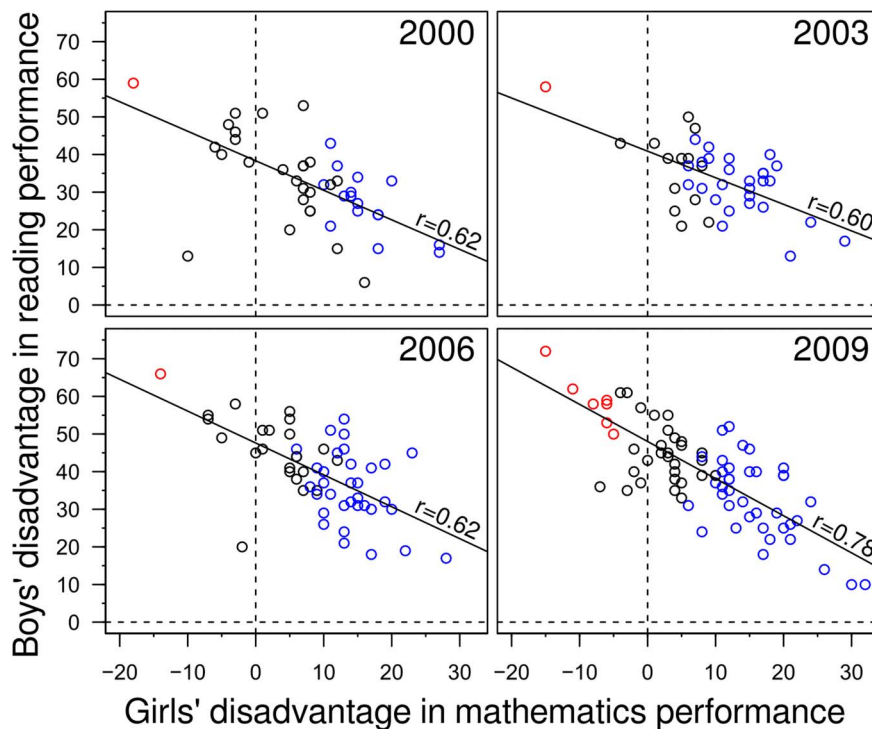 Boys' disadvantage in reading performance
2000
70
60
50
40
30
20
10
0
r=0.62
2003
r=0.60
2006
70
60
50
40
30
20
10
0
r=0.62
−20 −10 0 10 20 30
2009
r=0.78
−20 −10 0 10 20 30
Girls' disadvantage in mathematics performance